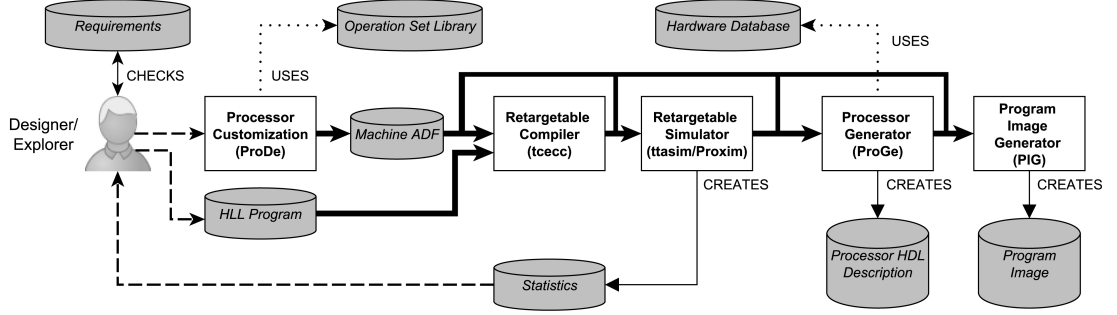 Requirements
Operation Set Library
Hardware Database
CHECKS
USES
USES
Designer/
Explorer
Processor
Customization
(ProDe)
Machine ADF
Retargetable
Compiler
(tcecc)
Retargetable
Simulator
(ttasim/Proxim)
Processor
Generator
(ProGe)
Program
Image
Generator
(PIG)
HLL Program
CREATES
CREATES
CREATES
Statistics
Processor HDL
Description
Program
Image